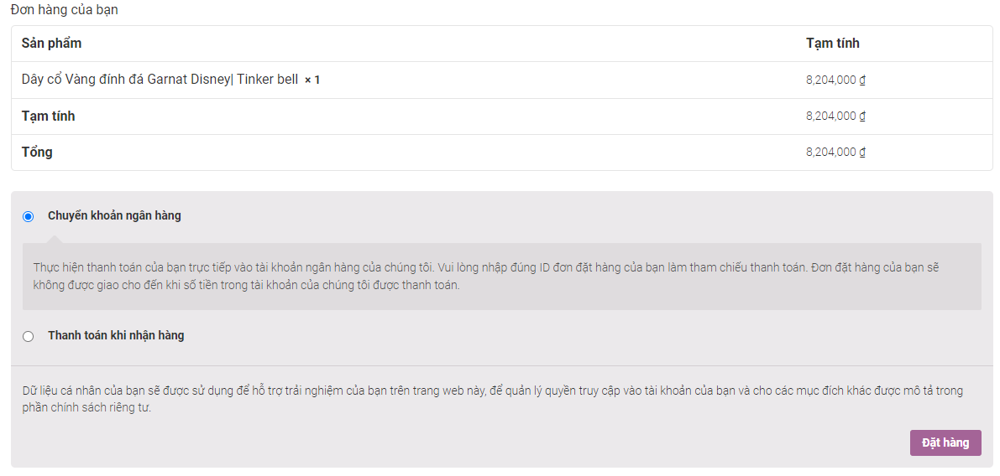 Đơn hàng của bạn
Sản phẩm Tạm tính
Dây cổ Vàng đính đá Garnat Disney| Tinker bell × 1 8,204,000 ₫
Tạm tính 8,204,000 ₫
Tổng 8,204,000 ₫
Chuyển khoản ngân hàng
Thực hiện thanh toán của bạn trực tiếp vào tài khoản ngân hàng của chúng tôi. Vui lòng nhập đúng ID đơn đặt hàng của bạn làm tham chiếu thanh toán. Đơn đặt hàng của bạn sẽ
không được giao cho đến khi số tiền trong tài khoản của chúng tôi được thanh toán.
Thanh toán khi nhận hàng
Dữ liệu cá nhân của bạn sẽ được sử dụng để hỗ trợ trải nghiệm của bạn trên trang web này, để quản lý quyền truy cập vào tài khoản của bạn và cho các mục đích khác được mô tả trong
phần chính sách riêng tư.
Đặt hàng